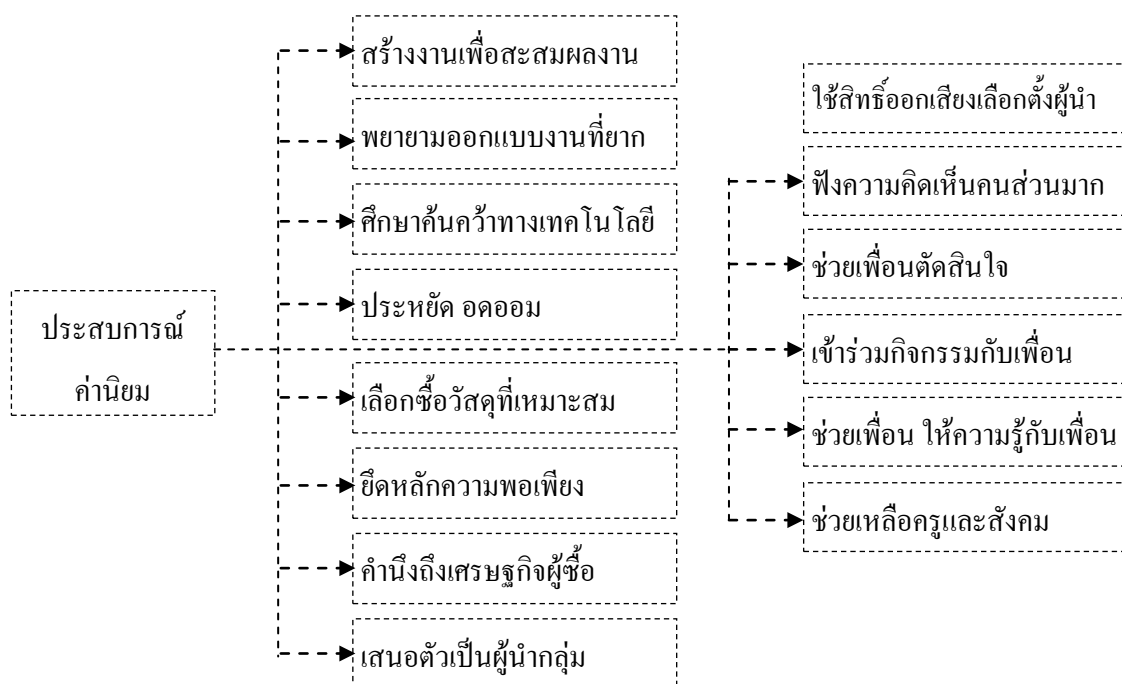 ประสบการณ์
ค่านิยม
สร้างงานเพื่อสะสมผลงาน
พยายามออกแบบงานที่ยาก
ศึกษาค้นคว้าทางเทคโนโลยี
ประหยัด อดออม
เลือกซื้อวัสดุที่เหมาะสม
ยึดหลักความพอเพียง
คำนึงถึงเศรษฐกิจผู้ซื้อ
เสนอตัวเป็นผู้นำกลุ่ม
ใช้สิทธิ์ออกเสียงเลือกตั้งผู้นำ
ฟังความคิดเห็นคนส่วนมาก
ช่วยเพื่อนตัดสินใจ
เข้าร่วมกิจกรรมกับเพื่อน
ช่วยเพื่อน ให้ความรู้กับเพื่อน
ช่วยเหลือครูและสังคม